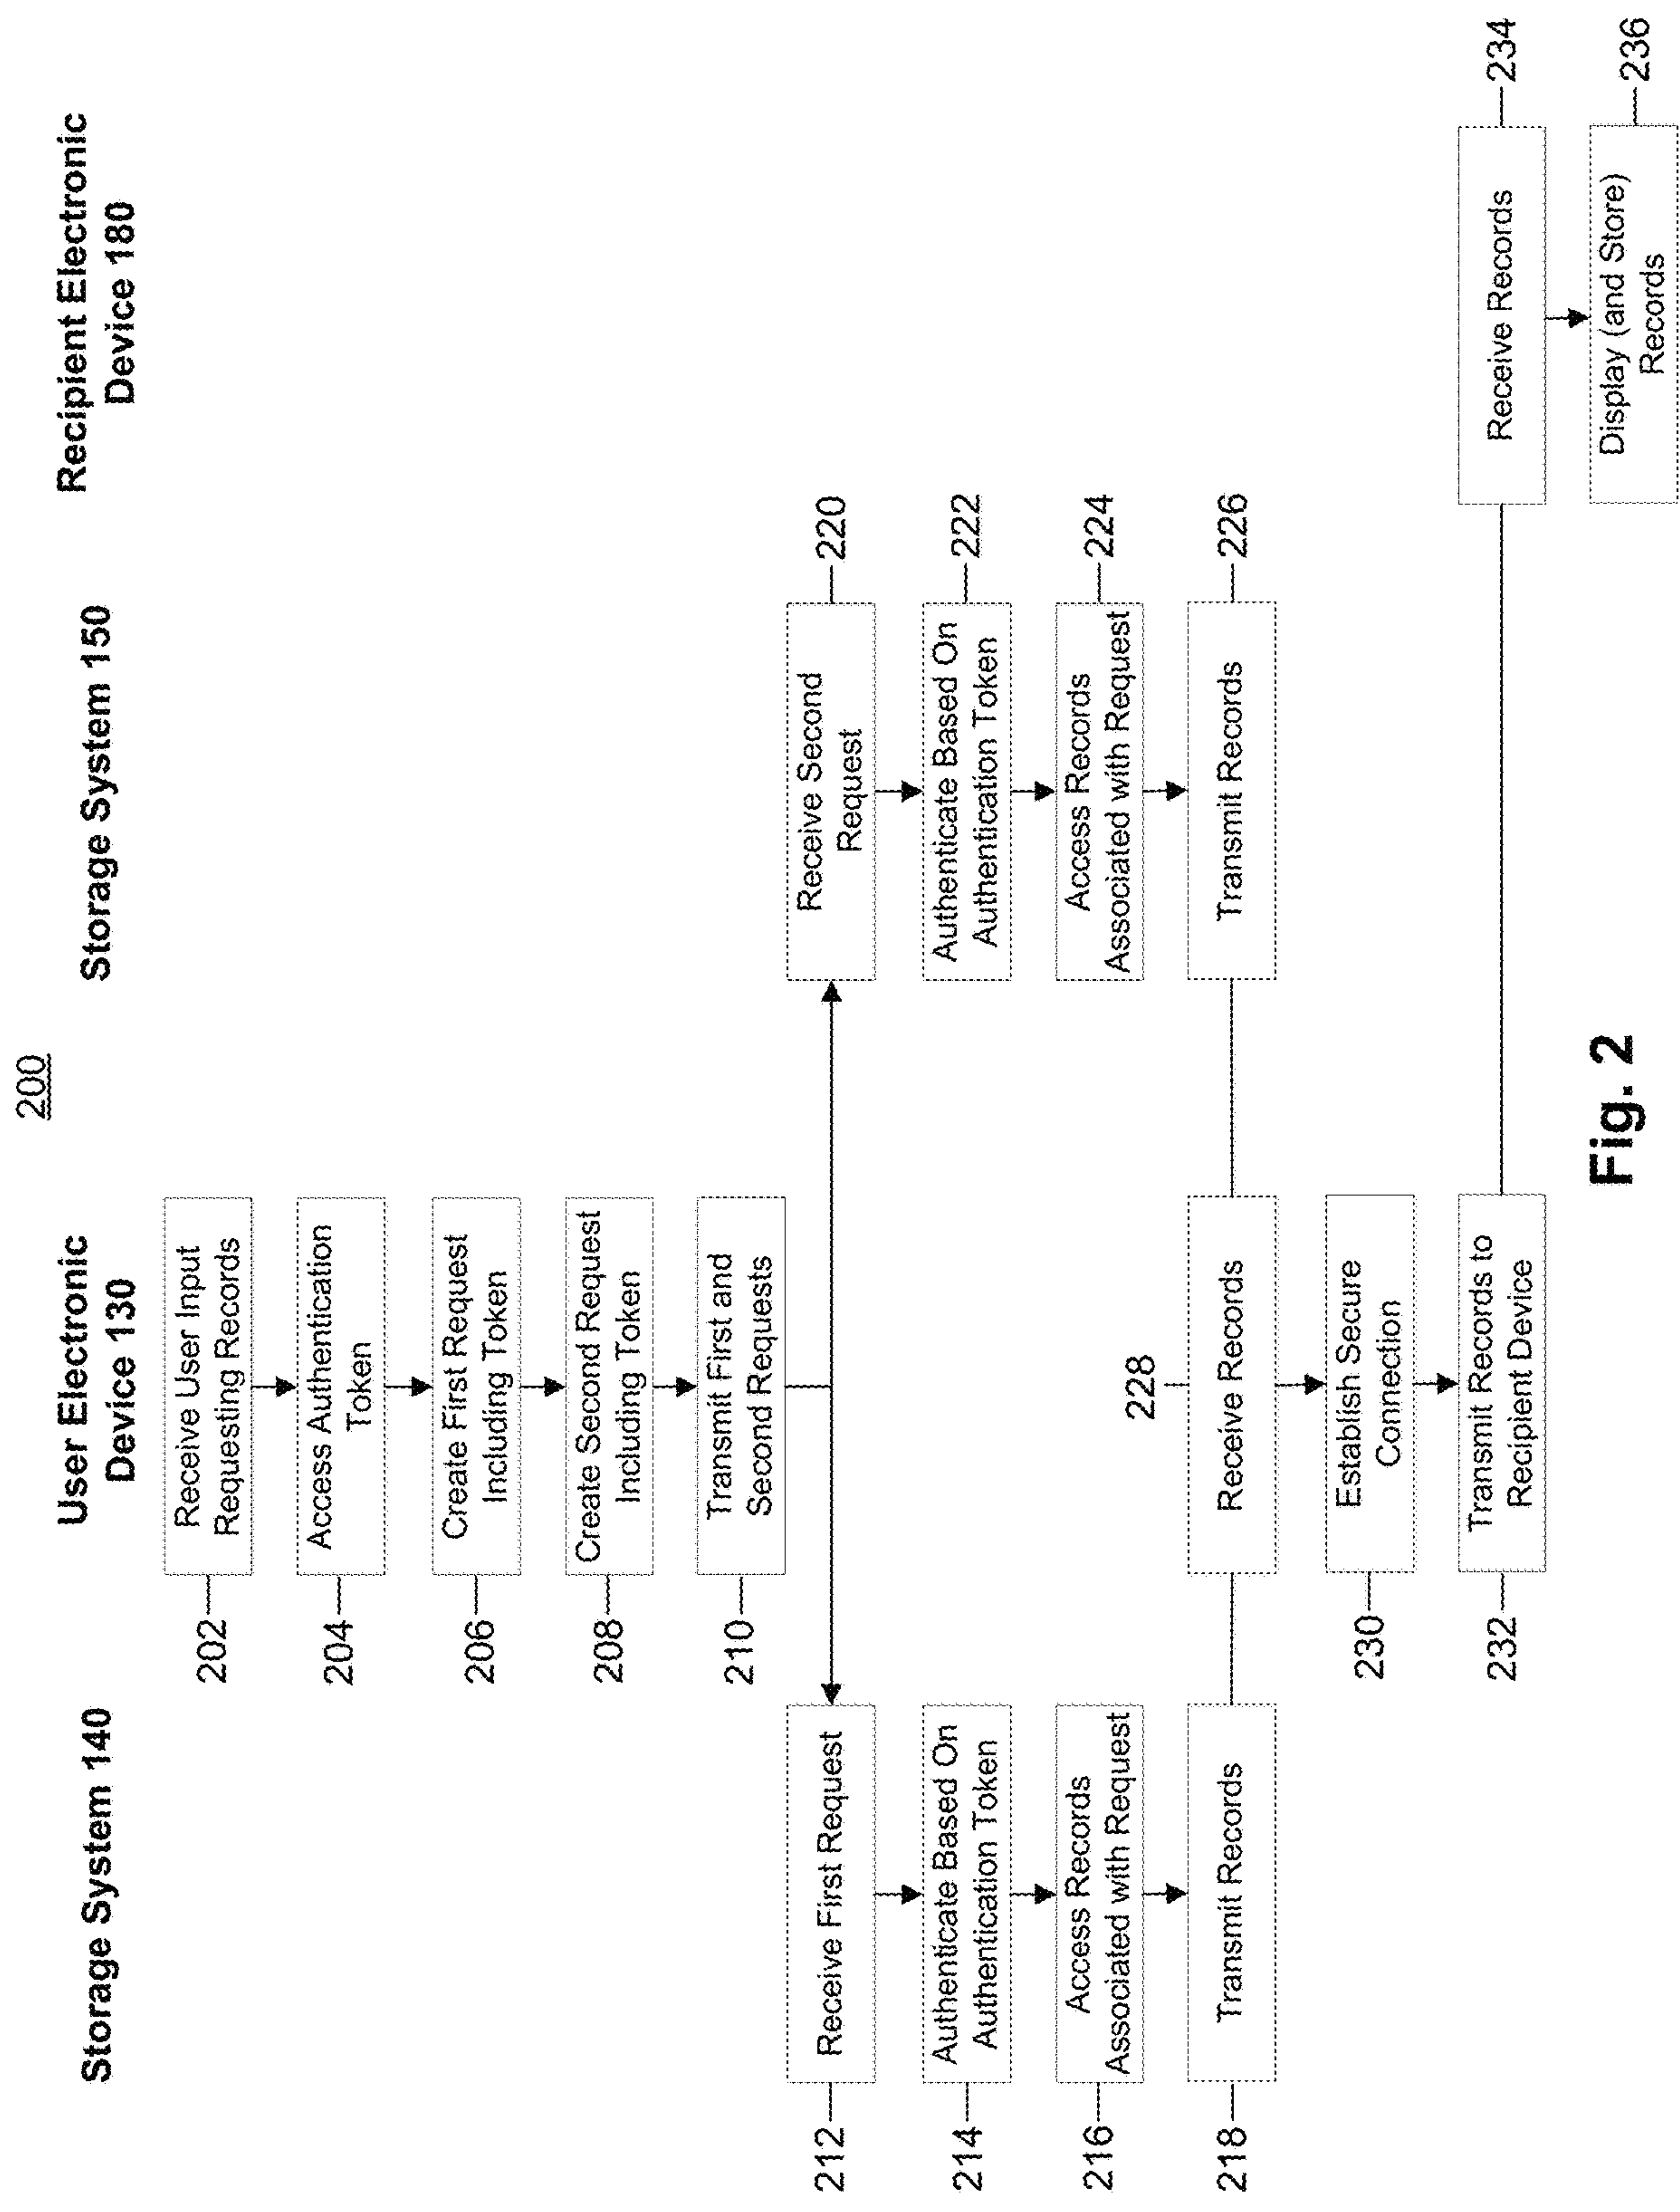 200
Storage System 140
User Electronic
Device 130
Storage System 150
Recipient Electronic
Device 180
202
Receive User Input
Requesting Records
204
Access Authentication
Token
206
Create First Request
Including Token
208
Create Second Request
Including Token
210
Transmit First and
Second Requests
212
Receive First Request
Receive Second
Request
220
214
Authenticate Based On
Authentication Token
Authenticate Based On
Authentication Token
222
216
Access Records
Associated with Request
Access Records
Associated with Request
224
218
Transmit Records
228
Receive Records
Transmit Records
226
230
Establish Secure
Connection
232
Transmit Records to
Recipient Device
Receive Records
234
Display (and Store)
Records
236
Fig. 2